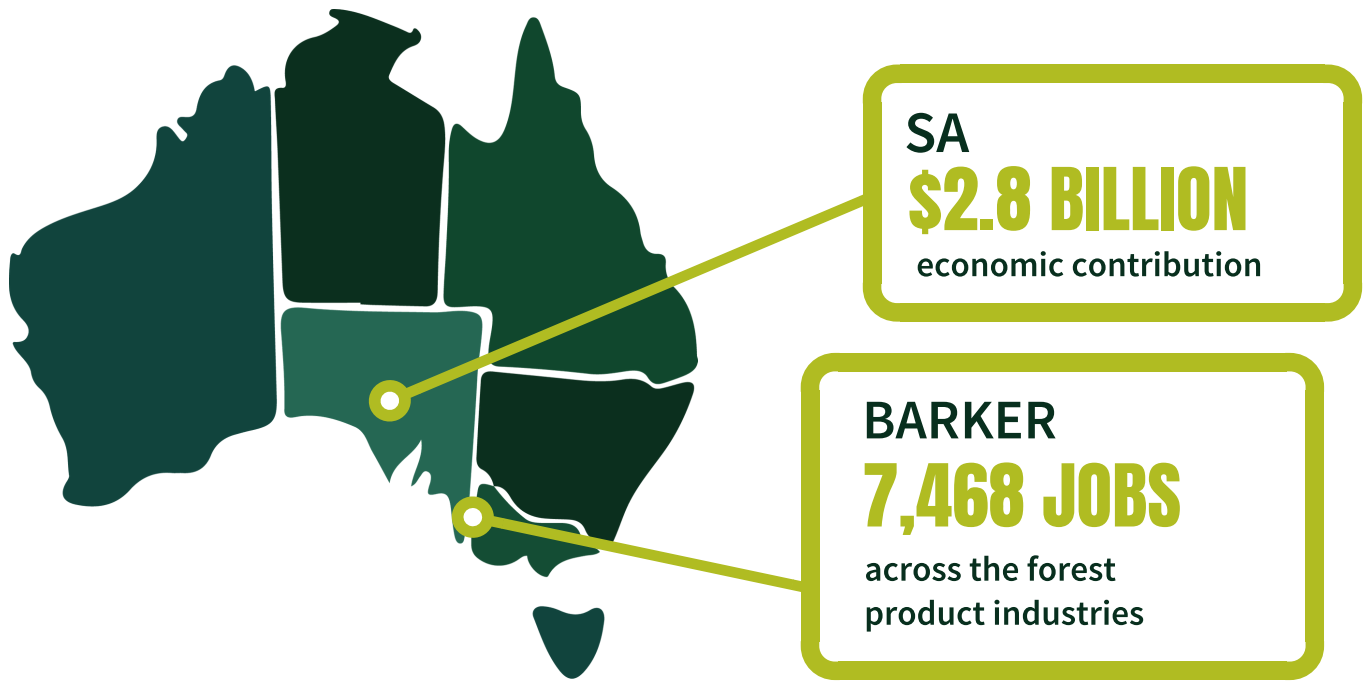 SA
$2.8 BILLION
economic contribution
BARKER
7,468 JOBS
across the forest
product industries